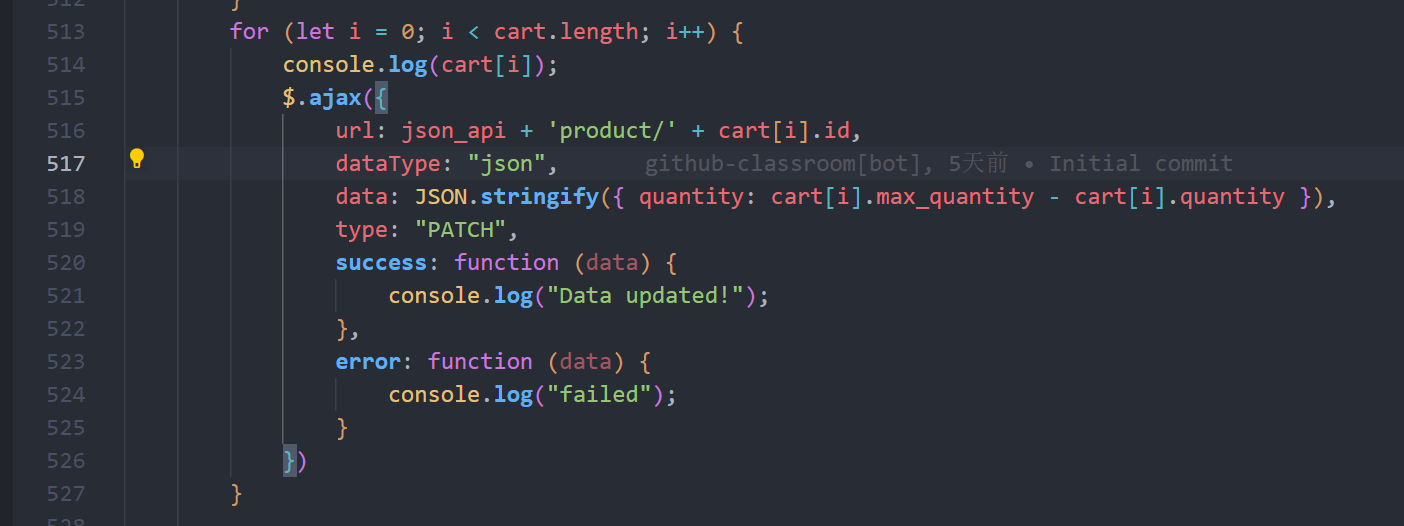 512 }
513 for (let i = 0; i < cart.length; i++) {
514 console.log(cart[i]);
515 $.ajax({
516 url: json_api + 'product/' + cart[i].id,
517 dataType: "json", github-classroom[bot], 5天前 • Initial commit
518 data: JSON.stringify({ quantity: cart[i].max_quantity - cart[i].quantity }),
519 type: "PATCH",
520 success: function (data) {
521 console.log("Data updated!");
522 },
523 error: function (data) {
524 console.log("failed");
525 }
526 })
527 }
528